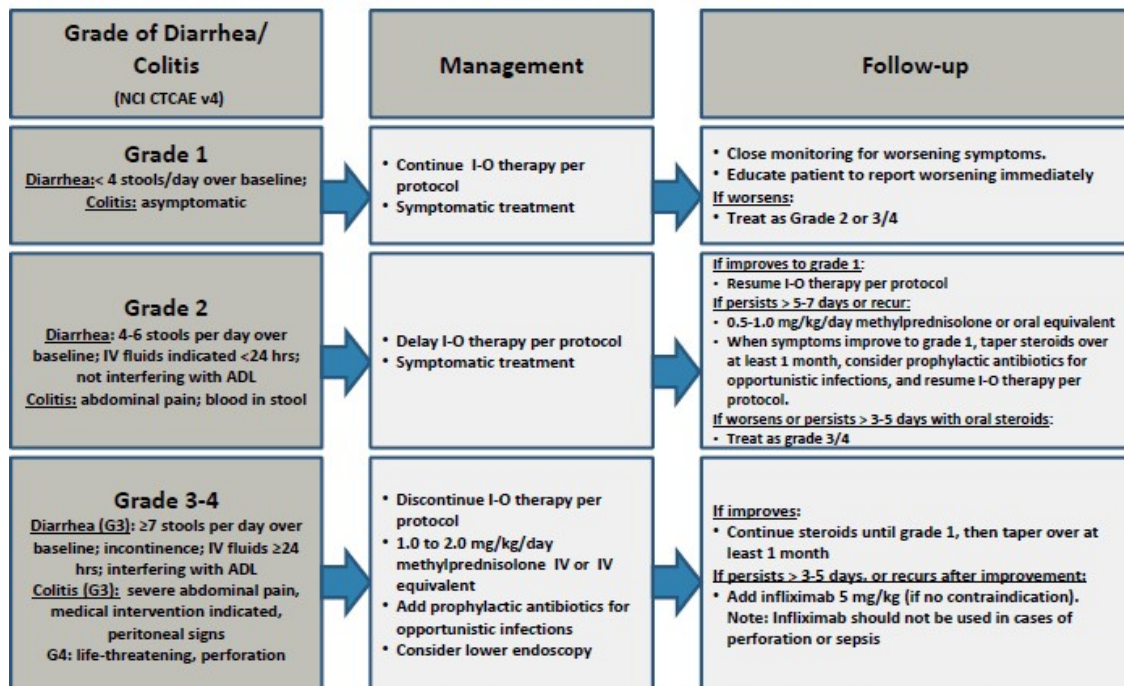 Grade of Diarrhea/
Colitis
(NCI CTCAE v4)
Management
Follow-up
Grade 1
Diarrhea:< 4 stools/day over baseline;
Colitis: asymptomatic
• Continue I-O therapy per
protocol
• Symptomatic treatment
• Close monitoring for worsening symptoms.
• Educate patient to report worsening immediately
If worsens:
• Treat as Grade 2 or 3/4
Grade 2
Diarrhea: 4-6 stools per day over
baseline; IV fluids indicated <24 hrs;
not interfering with ADL
Colitis: abdominal pain; blood in stool
• Delay I-O therapy per protocol
• Symptomatic treatment
If improves to grade 1:
• Resume I-O therapy per protocol
If persists > 5-7 days or recur:
• 0.5-1.0 mg/kg/day methylprednisolone or oral equivalent
• When symptoms improve to grade 1, taper steroids over
at least 1 month, consider prophylactic antibiotics for
opportunistic infections, and resume I-O therapy per
protocol.
If worsens or persists > 3-5 days with oral steroids:
• Treat as grade 3/4
Grade 3-4
Diarrhea (G3): ≥7 stools per day over
baseline; incontinence; IV fluids ≥24
hrs; interfering with ADL
Colitis (G3): severe abdominal pain,
medical intervention indicated,
peritoneal signs
G4: life-threatening, perforation
• Discontinue I-O therapy per
protocol
• 1.0 to 2.0 mg/kg/day
methylprednisolone IV or IV
equivalent
• Add prophylactic antibiotics for
opportunistic infections
• Consider lower endoscopy
If improves:
• Continue steroids until grade 1, then taper over at
least 1 month
If persists > 3-5 days, or recurs after improvement:
• Add infliximab 5 mg/kg (if no contraindication).
Note: Infliximab should not be used in cases of
perforation or sepsis